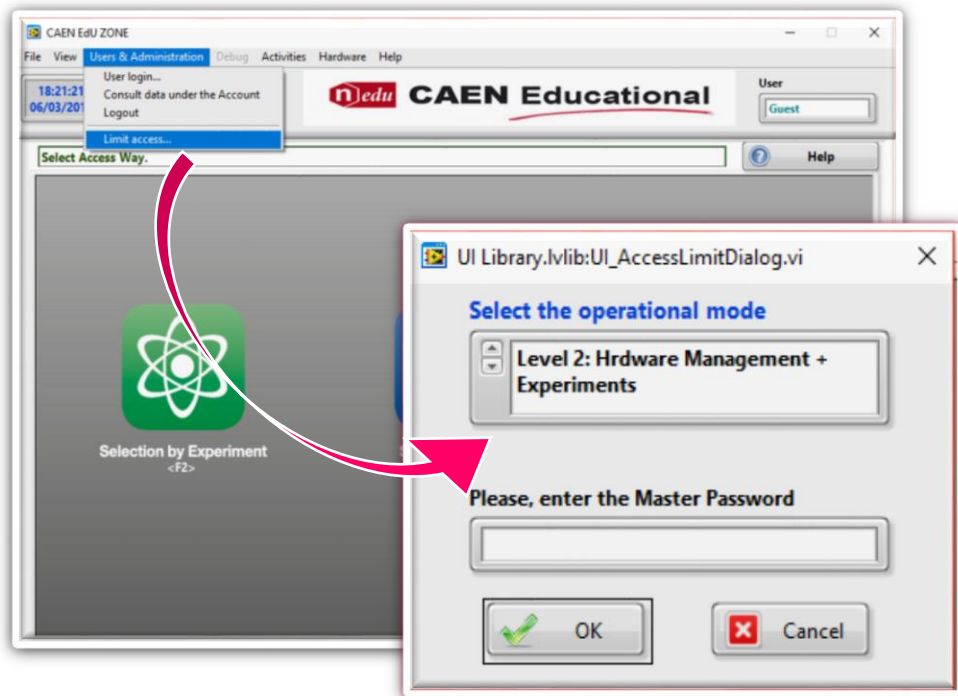 CAEN EdU ZONE
File View Users & Administration Debug Activities Hardware Help
User login...
Consult data under the Account
Logout
Limit access...
18:21:21
06/03/201
n edu CAEN Educational
User
Guest
Select Access Way.
Help
Selection by Experiment
<F2>
UI Library.lvlib:UI_AccessLimitDialog.vi
Select the operational mode
Level 2: Hrdware Management +
Experiments
Please, enter the Master Password
OK
Cancel